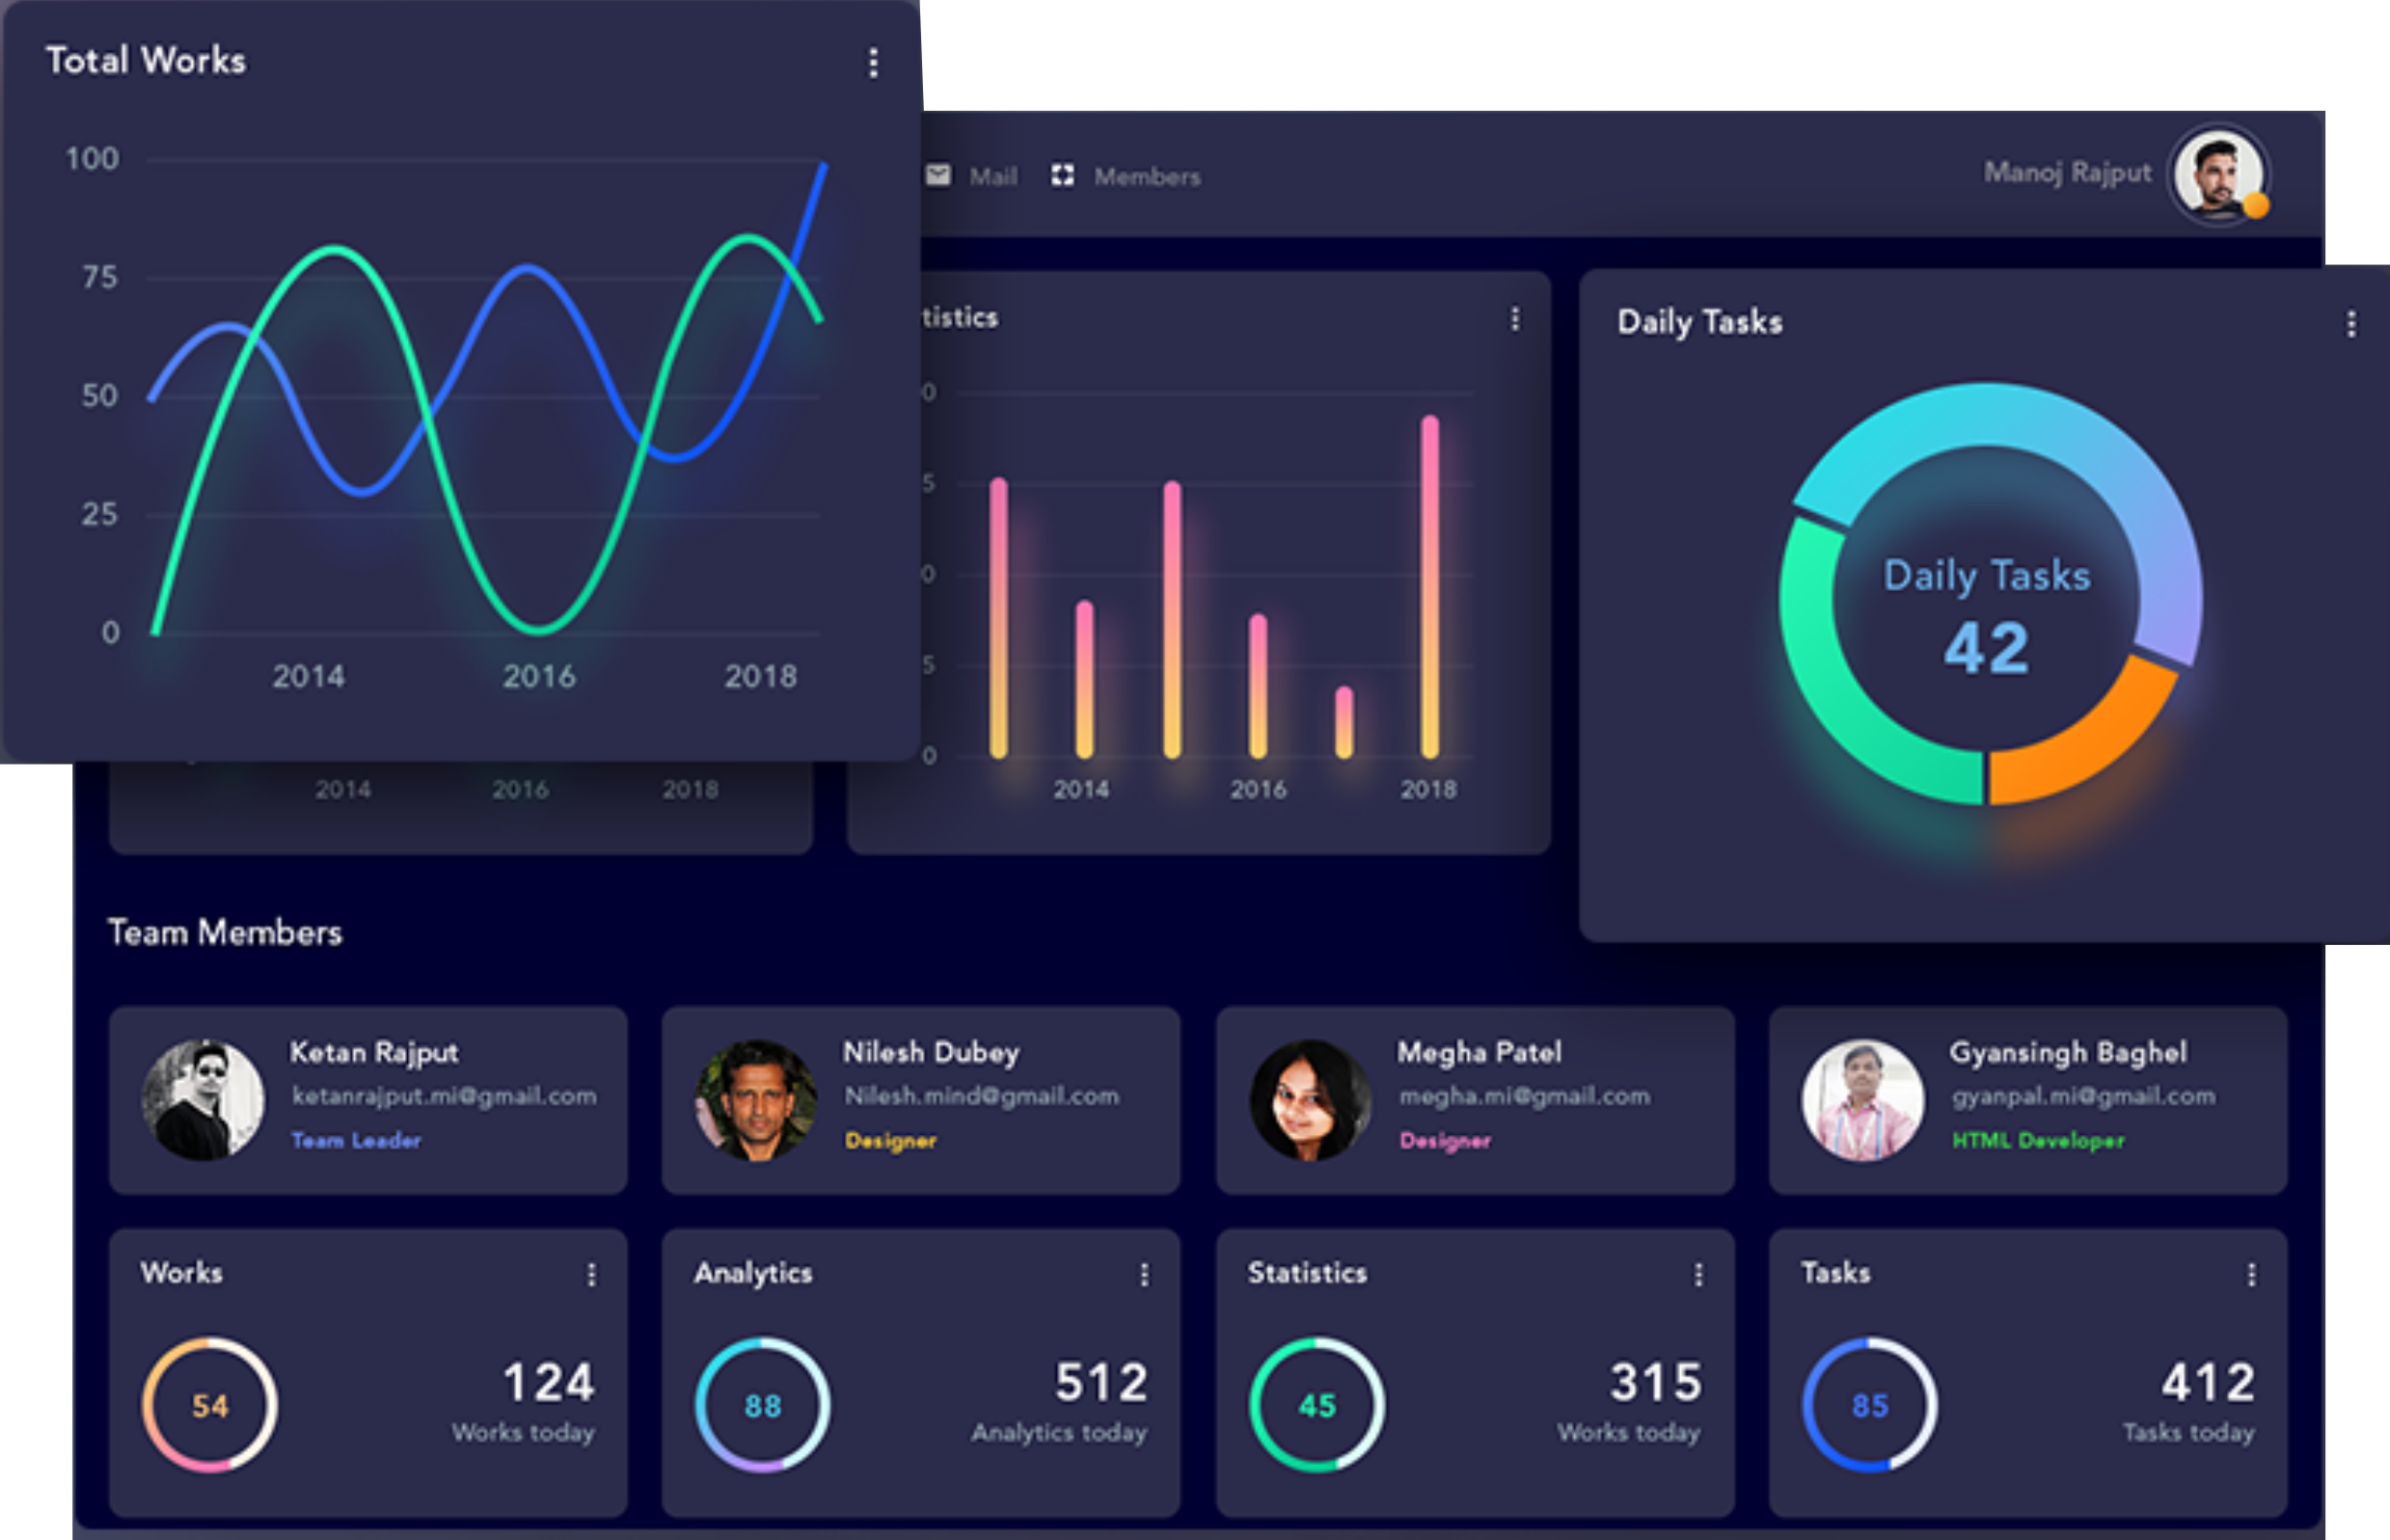 Total Works
100
75
50
25
0
2014 2016 2018
Mail Members
Manoj Rajput
tistics
0
5
0
5
0
2014 2016 2018
Daily Tasks
Daily Tasks
42
2014 2016 2018
Team Members
Ketan Rajput
ketanrajput.mi@gmail.com
Team Leader
Nilesh Dubey
Nilesh.mind@gmail.com
Designer
Megha Patel
megha.mi@gmail.com
Designer
Gyansingh Baghel
gyanpal.mi@gmail.com
HTML Developer
Works
54
124
Works today
Analytics
88
512
Analytics today
Statistics
45
315
Works today
Tasks
85
412
Tasks today